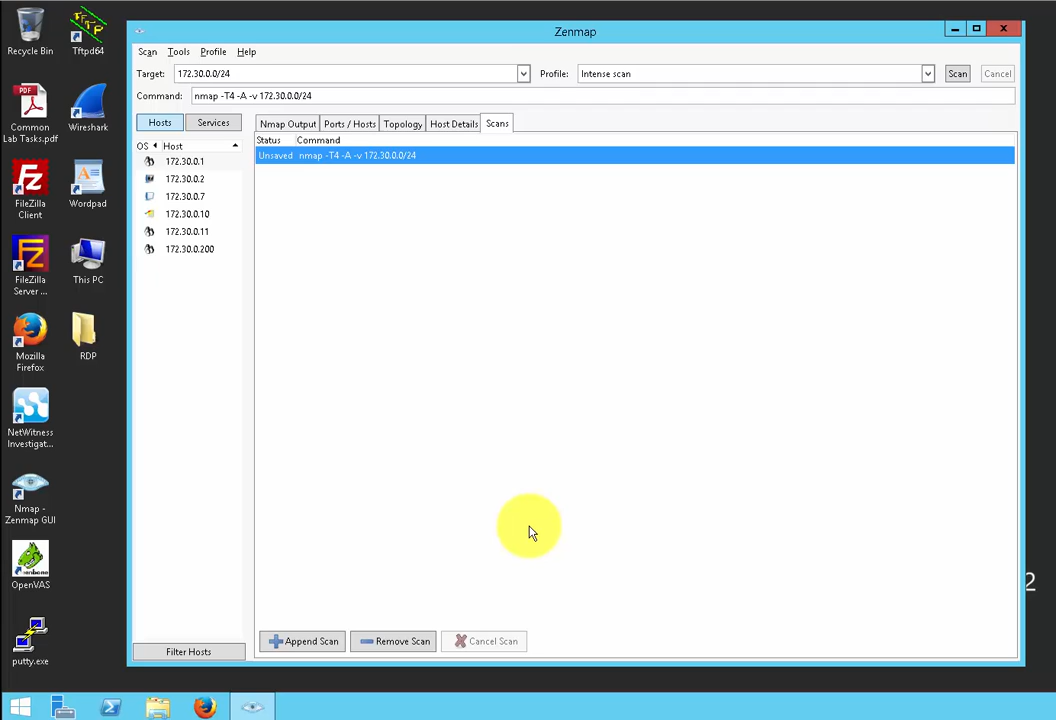 Recycle Bin
Tftpd64
Common
Lab Tasks.pdf
Wireshark
FileZilla
Client
Wordpad
FileZilla
Server ...
This PC
Mozilla
Firefox
RDP
NetWitness
Investigat...
Nmap -
Zenmap GUI
OpenVAS
putty.exe
Zenmap
Scan Tools Profile Help
Target: 172.30.0.0/24 Profile: Intense scan Scan Cancel
Command: nmap -T4 -A -v 172.30.0.0/24
Hosts Services
Nmap Output Ports / Hosts Topology Host Details Scans
OS Host
172.30.0.1
172.30.0.2
172.30.0.7
172.30.0.10
172.30.0.11
172.30.0.200
Status Command
Unsaved nmap -T4 -A -v 172.30.0.0/24
Append Scan Remove Scan Cancel Scan
Filter Hosts
2